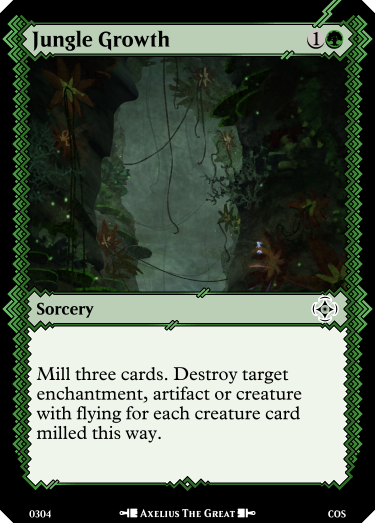 Jungle Growth 1
Sorcery
Mill three cards. Destroy target
enchantment, artifact or creature
with flying for each creature card
milled this way.
0304 Axelius The Great COS